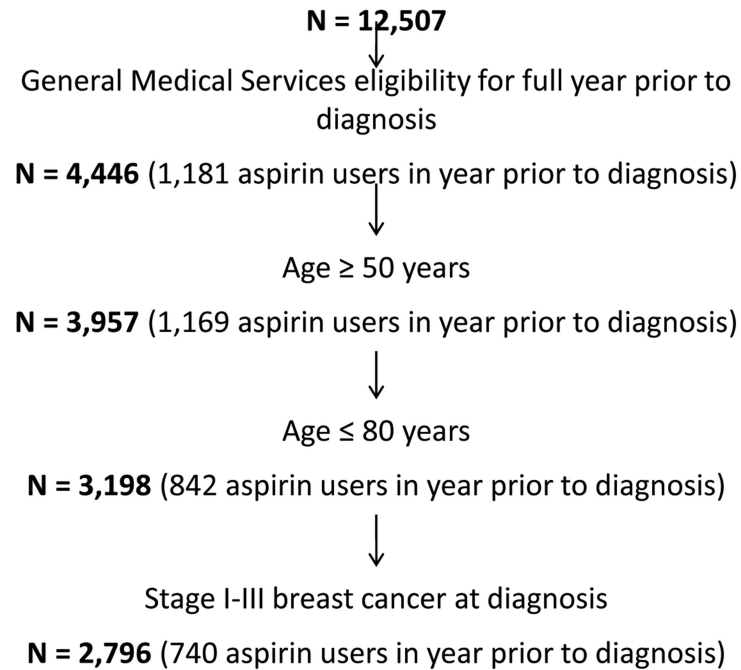 N = 12,507
General Medical Services eligibility for full year prior to
diagnosis
N = 4,446 (1,181 aspirin users in year prior to diagnosis)
Age ≥ 50 years
N = 3,957 (1,169 aspirin users in year prior to diagnosis)
Age ≤ 80 years
N = 3,198 (842 aspirin users in year prior to diagnosis)
Stage I-III breast cancer at diagnosis
N = 2,796 (740 aspirin users in year prior to diagnosis)